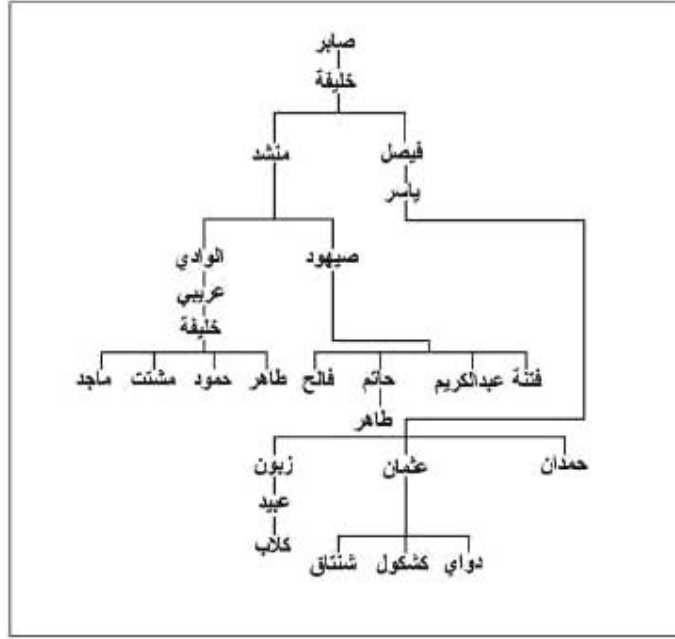 صابر
خليفة
فيصل منشد
ياسر
صيهود الوادي
عريبي
خليفة
فتنة عبدالكريم حاتم فالح طاهر حمود مشتت ماجد
طاهر
حمدان عثمان زبون
عبيد
كلاب
دواي كشكول شنتاق